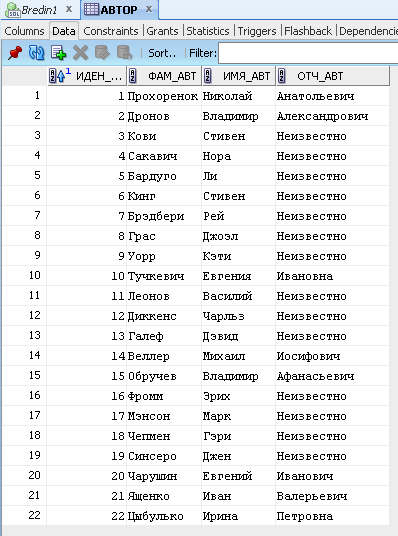 Bredin1 x АВТОР x
Columns Data Constraints Grants Statistics Triggers Flashback Dependencie
Sort.. Filter:
1 ИДЕН_... ФАМ_АВТ ИМЯ_АВТ ОТЧ_АВТ
1 1 Прохоренок Николай Анатольевич
2 2 Дронов Владимир Александрович
3 3 Кови Стивен Неизвестно
4 4 Сакавич Нора Неизвестно
5 5 Бардуго Ли Неизвестно
6 6 Кинг Стивен Неизвестно
7 7 Брэдбери Рей Неизвестно
8 8 Грас Джоэл Неизвестно
9 9 Уорр Кэти Неизвестно
10 10 Тучкевич Евгения Ивановна
11 11 Леонов Василий Неизвестно
12 12 Диккенс Чарльз Неизвестно
13 13 Галеф Дэвид Неизвестно
14 14 Веллер Михаил Иосифович
15 15 Обручев Владимир Афанасьевич
16 16 Фромм Эрих Неизвестно
17 17 Мэнсон Марк Неизвестно
18 18 Чепмен Гэри Неизвестно
19 19 Синсеро Джен Неизвестно
20 20 Чарушин Евгений Иванович
21 21 Ященко Иван Валерьевич
22 22 Цыбулько Ирина Петровна